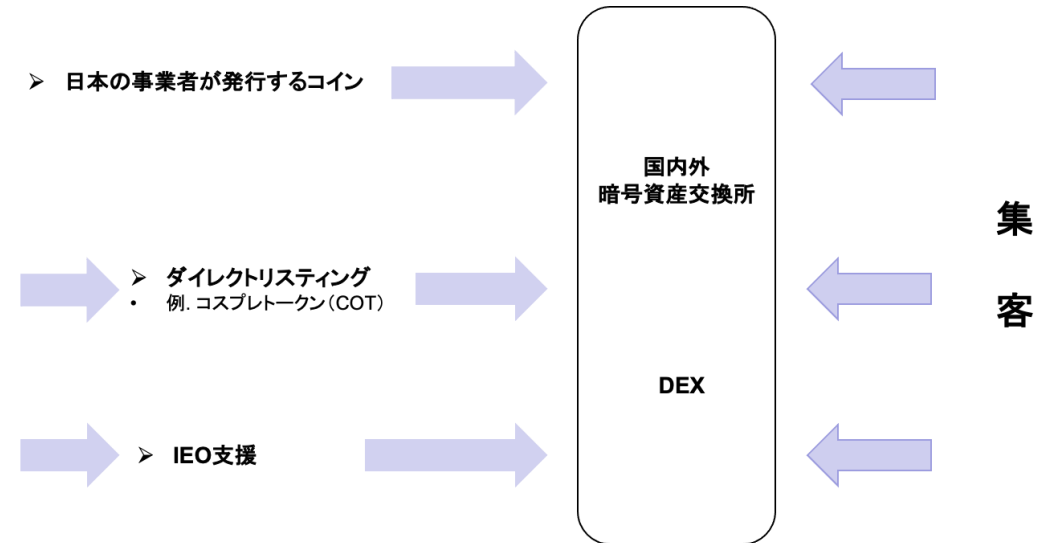 ➢ 日本の事業者が発行するコイン
国内外
暗号資産交換所
➢ ダイレクトリスティング
• 例. コスプレトークン（COT）
DEX
➢ IEO支援
集
客